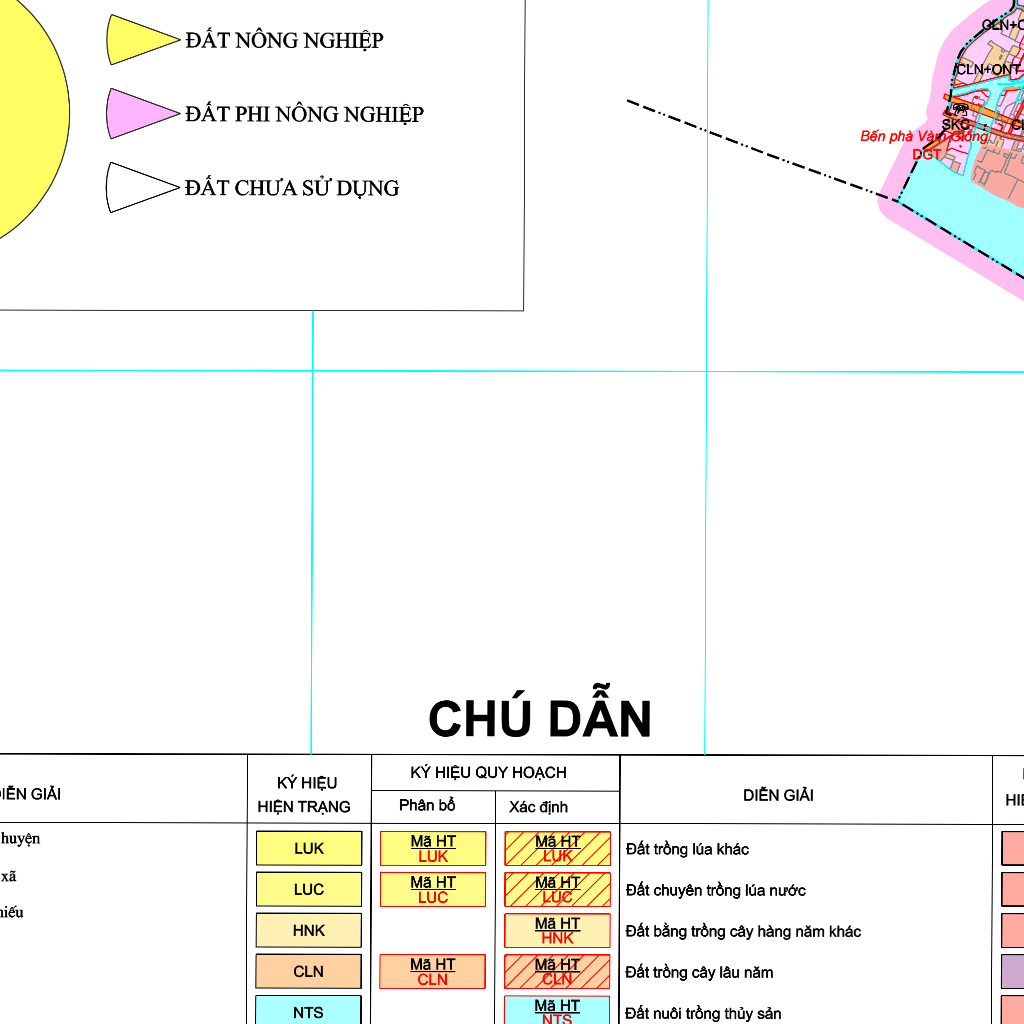 ĐẤT NÔNG NGHIỆP
ĐẤT PHI NÔNG NGHIỆP
ĐẤT CHƯA SỬ DỤNG
CLN+ONT
SKC
Bến phà Vàm Giồng
DGT
CHÚ DẪN
DIỄN GIẢI
KÝ HIỆU
HIỆN TRẠNG
KÝ HIỆU QUY HOẠCH
Phân bổ
Xác định
DIỄN GIẢI
huyện
xã
LUK
Mã HT
LUK
Mã HT
LUK
Đất trồng lúa khác
LUC
Mã HT
LUC
Mã HT
LUC
Đất chuyên trồng lúa nước
HNK
Mã HT
HNK
Đất bằng trồng cây hàng năm khác
CLN
Mã HT
CLN
Mã HT
CLN
Đất trồng cây lâu năm
NTS
Mã HT
NTS
Đất nuôi trồng thủy sản